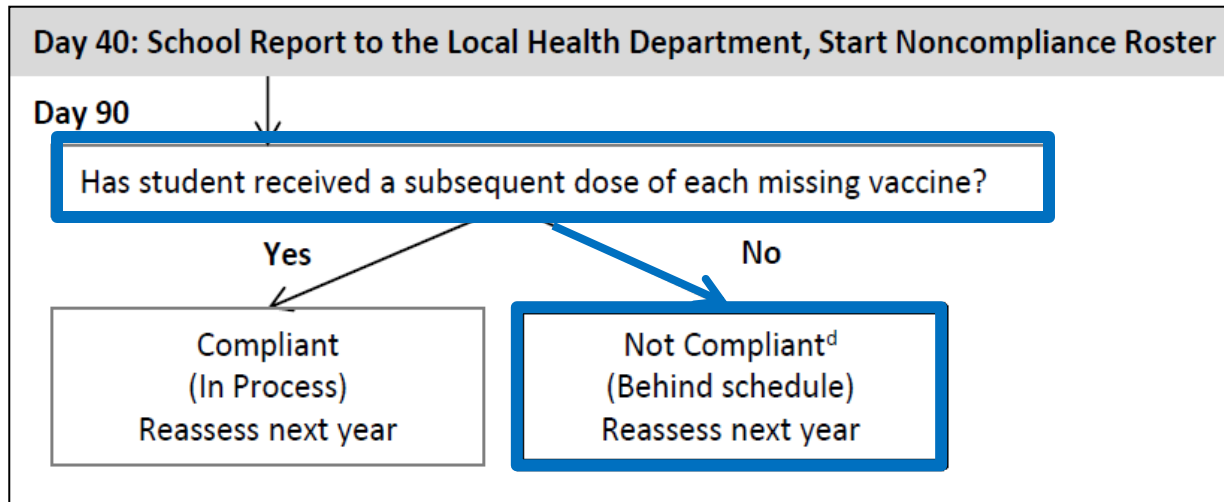 Day 40: School Report to the Local Health Department, Start Noncompliance Roster
Day 90
Has student received a subsequent dose of each missing vaccine?
Yes
No
Compliant
(In Process)
Reassess next year
Not Compliantᵈ
(Behind schedule)
Reassess next year